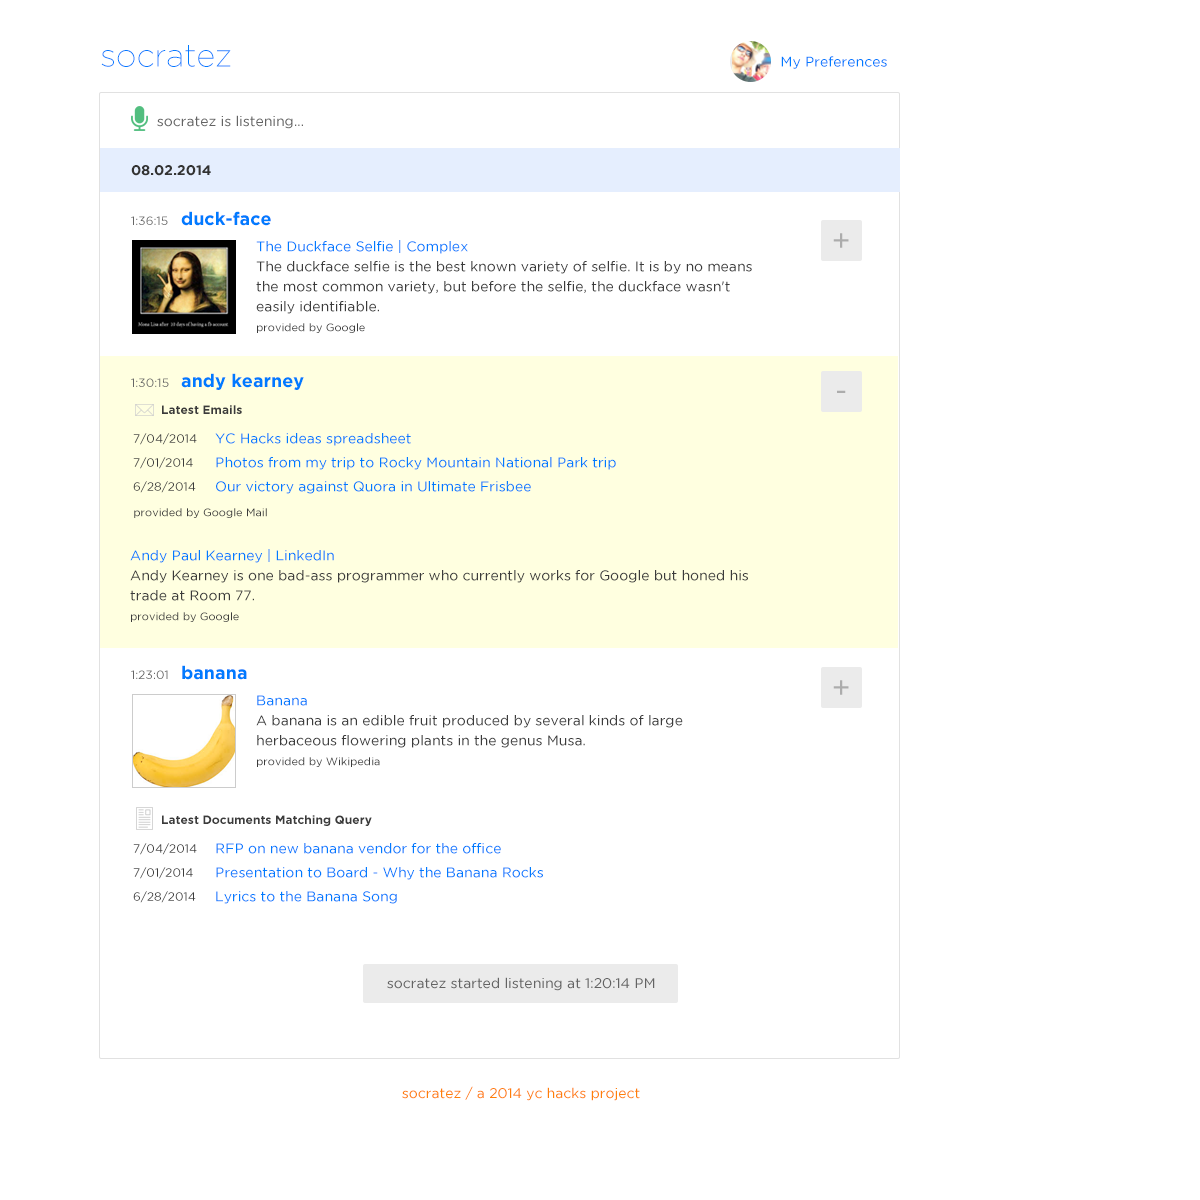 socratez
My Preferences
socratez is listening...
08.02.2014
1:36:15 duck-face
+
The Duckface Selfie | Complex
The duckface selfie is the best known variety of selfie. It is by no means
the most common variety, but before the selfie, the duckface wasn't
easily identifiable.
provided by Google
Mona Lisa after 10 days of having a fb account
1:30:15 andy kearney
-
Latest Emails
7/04/2014 YC Hacks ideas spreadsheet
7/01/2014 Photos from my trip to Rocky Mountain National Park trip
6/28/2014 Our victory against Quora in Ultimate Frisbee
provided by Google Mail
Andy Paul Kearney | LinkedIn
Andy Kearney is one bad-ass programmer who currently works for Google but honed his
trade at Room 77.
provided by Google
1:23:01 banana
+
Banana
A banana is an edible fruit produced by several kinds of large
herbaceous flowering plants in the genus Musa.
provided by Wikipedia
Latest Documents Matching Query
7/04/2014 RFP on new banana vendor for the office
7/01/2014 Presentation to Board - Why the Banana Rocks
6/28/2014 Lyrics to the Banana Song
socratez started listening at 1:20:14 PM
socratez / a 2014 yc hacks project